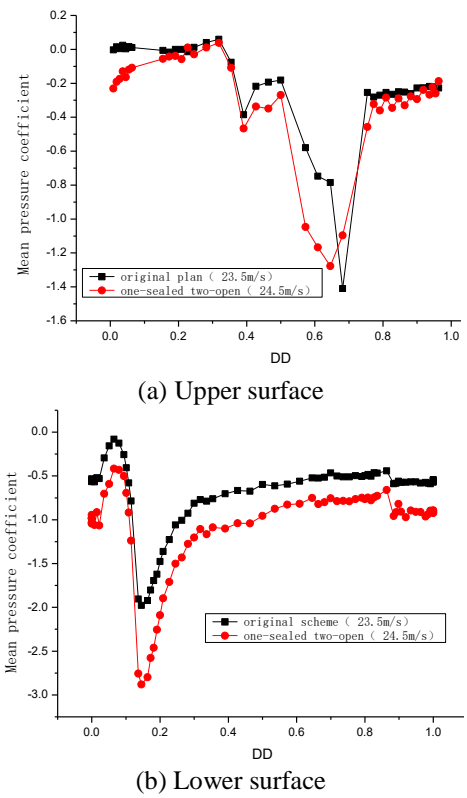 0.2
0.0
-0.2
-0.4
-0.6
-0.8
-1.0
-1.2
-1.4
-1.6
Mean pressure coefficient
original plan ( 23.5m/s)
one-sealed two-open ( 24.5m/s)
0.0 0.2 0.4 0.6 0.8 1.0
DD
(a) Upper surface
0.0
-0.5
-1.0
-1.5
-2.0
-2.5
-3.0
Mean pressure coefficient
original scheme ( 23.5m/s)
one-sealed two-open ( 24.5m/s)
0.0 0.2 0.4 0.6 0.8 1.0
DD
(b) Lower surface